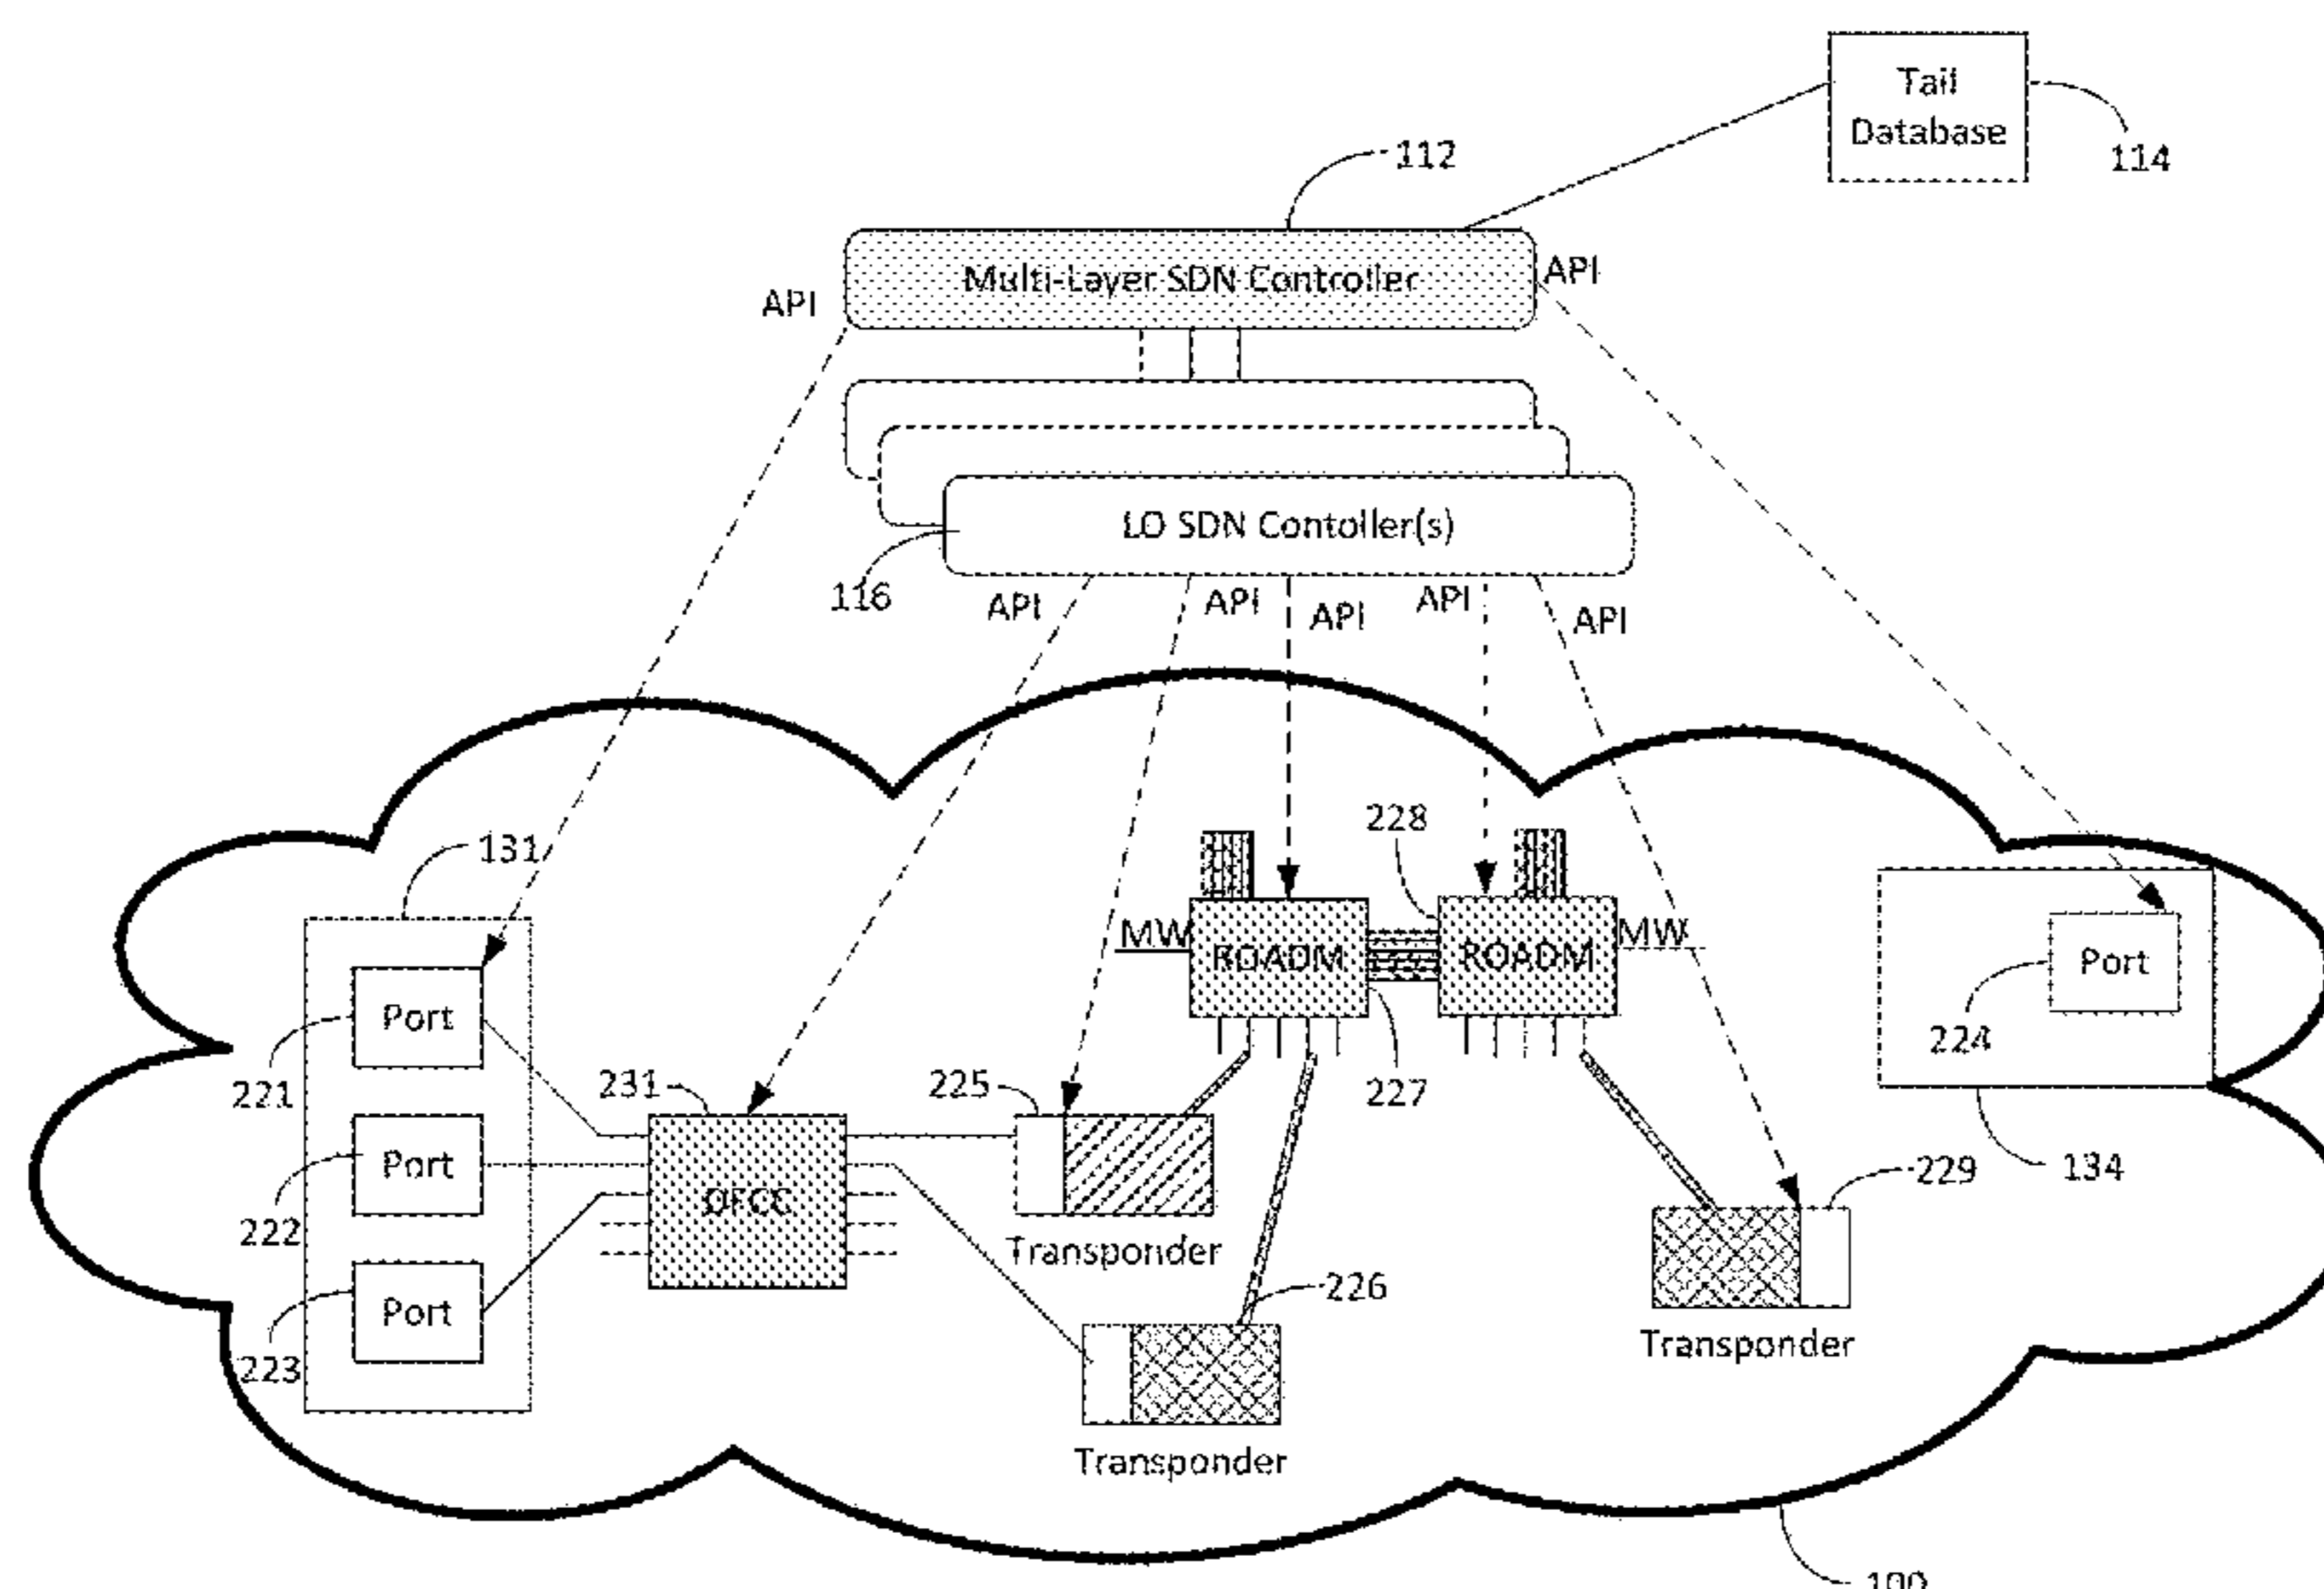 Tail
Database
114
112
Multi-Layer SDN Controller
API
API
LO SDN Contoller(s)
116
API
API
API
API
API
131
228
MW
ROADM
ROADM
MW
Port
Port
224
221
231
225
227
134
Port
OFCC
229
222
Transponder
226
Port
223
Transponder
Transponder
100